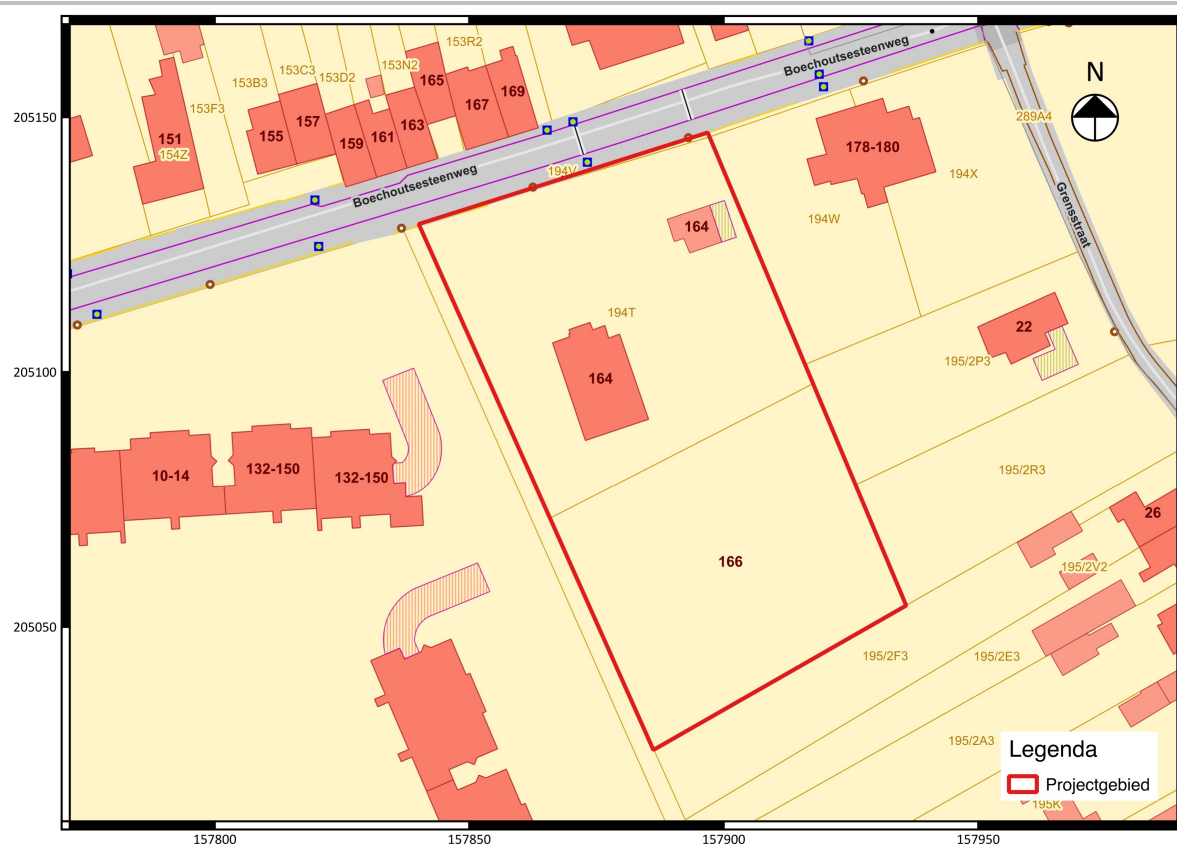 153R2
153N2
153C3
153D2
153B3
153F3
165
167
169
163
161
159
157
155
151
154Z
Boechoutsesteenweg
Boechoutsesteenweg
N
289A4
178-180
194X
194W
Grensstraat
194V
164
194T
164
22
195/2P3
195/2R3
26
195/2V2
166
195/2F3
195/2E3
195/2A3
195K
10-14
132-150
132-150
Legenda
Projectgebied
205150
205100
205050
157800
157850
157900
157950